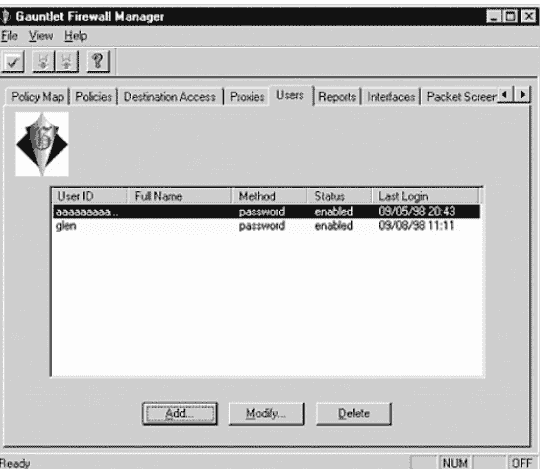 Gauntlet Firewall Manager
File View Help
Policy Map Policies Destination Access Proxies Users Reports Interfaces Packet Screer
G
User ID Full Name Method Status Last Login
aaaaaaaaa... password enabled 09/05/98 20:43
glen password enabled 09/08/98 11:11
Add... Modify... Delete
Ready NUM OFF